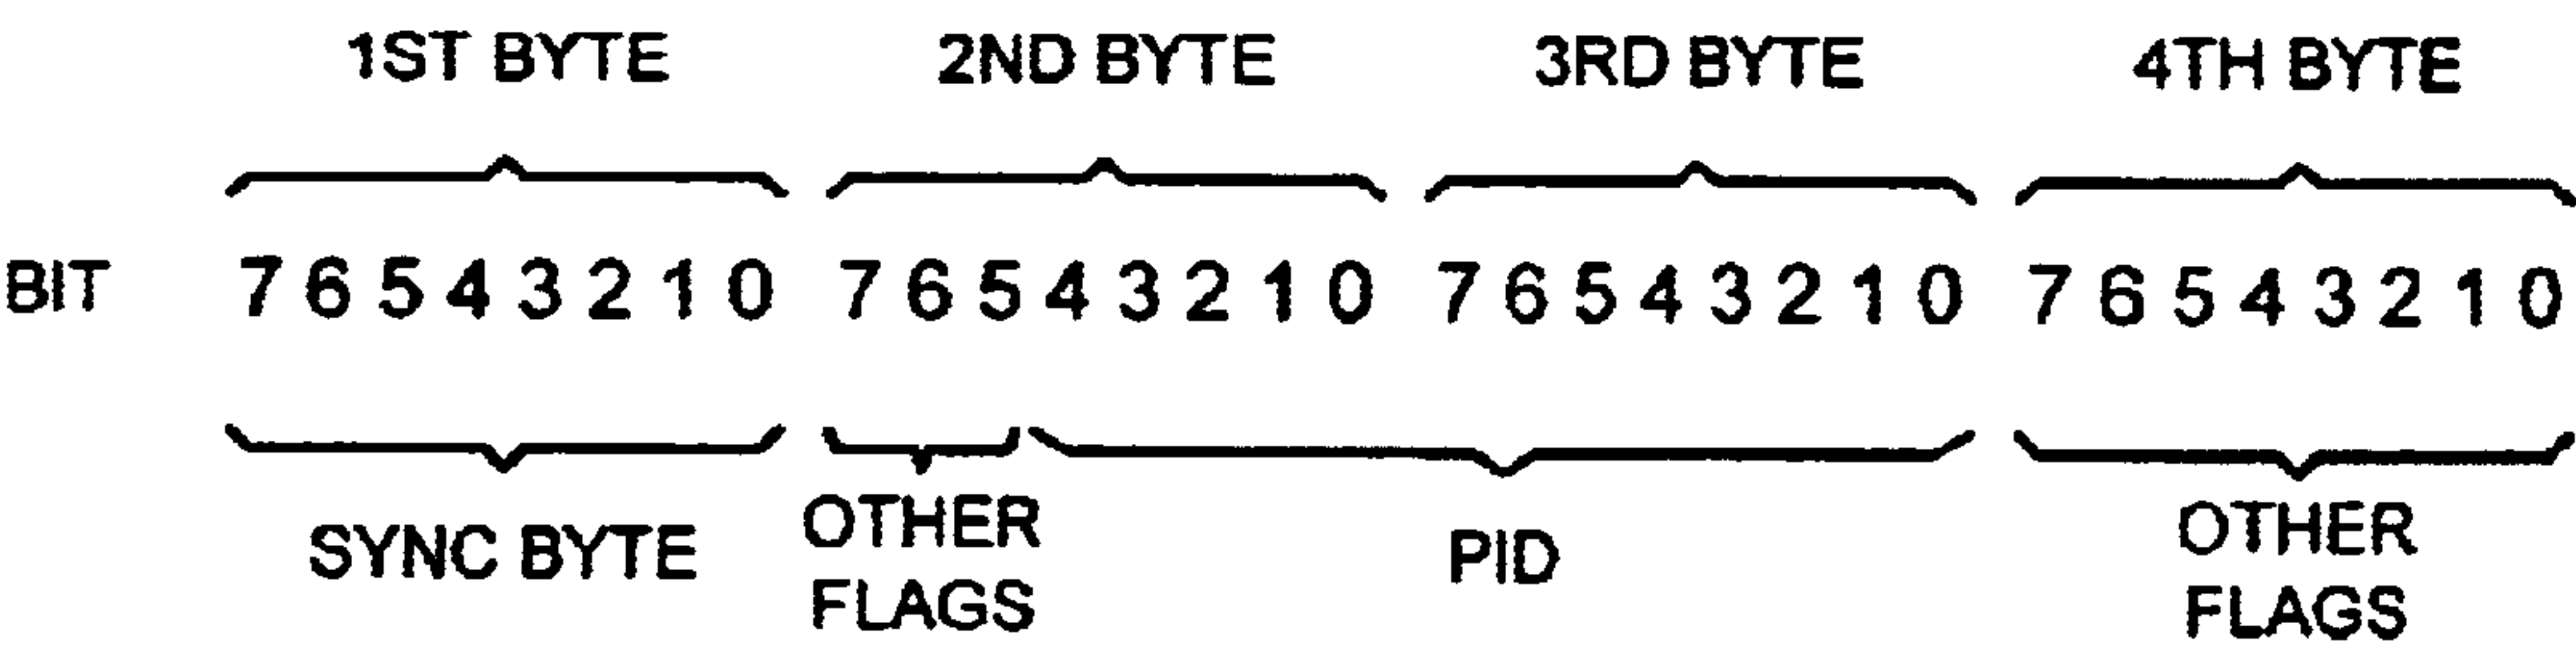 1ST BYTE 2ND BYTE 3RD BYTE 4TH BYTE
BIT 7 6 5 4 3 2 1 0 7 6 5 4 3 2 1 0 7 6 5 4 3 2 1 0 7 6 5 4 3 2 1 0
SYNC BYTE OTHER FLAGS PID OTHER FLAGS